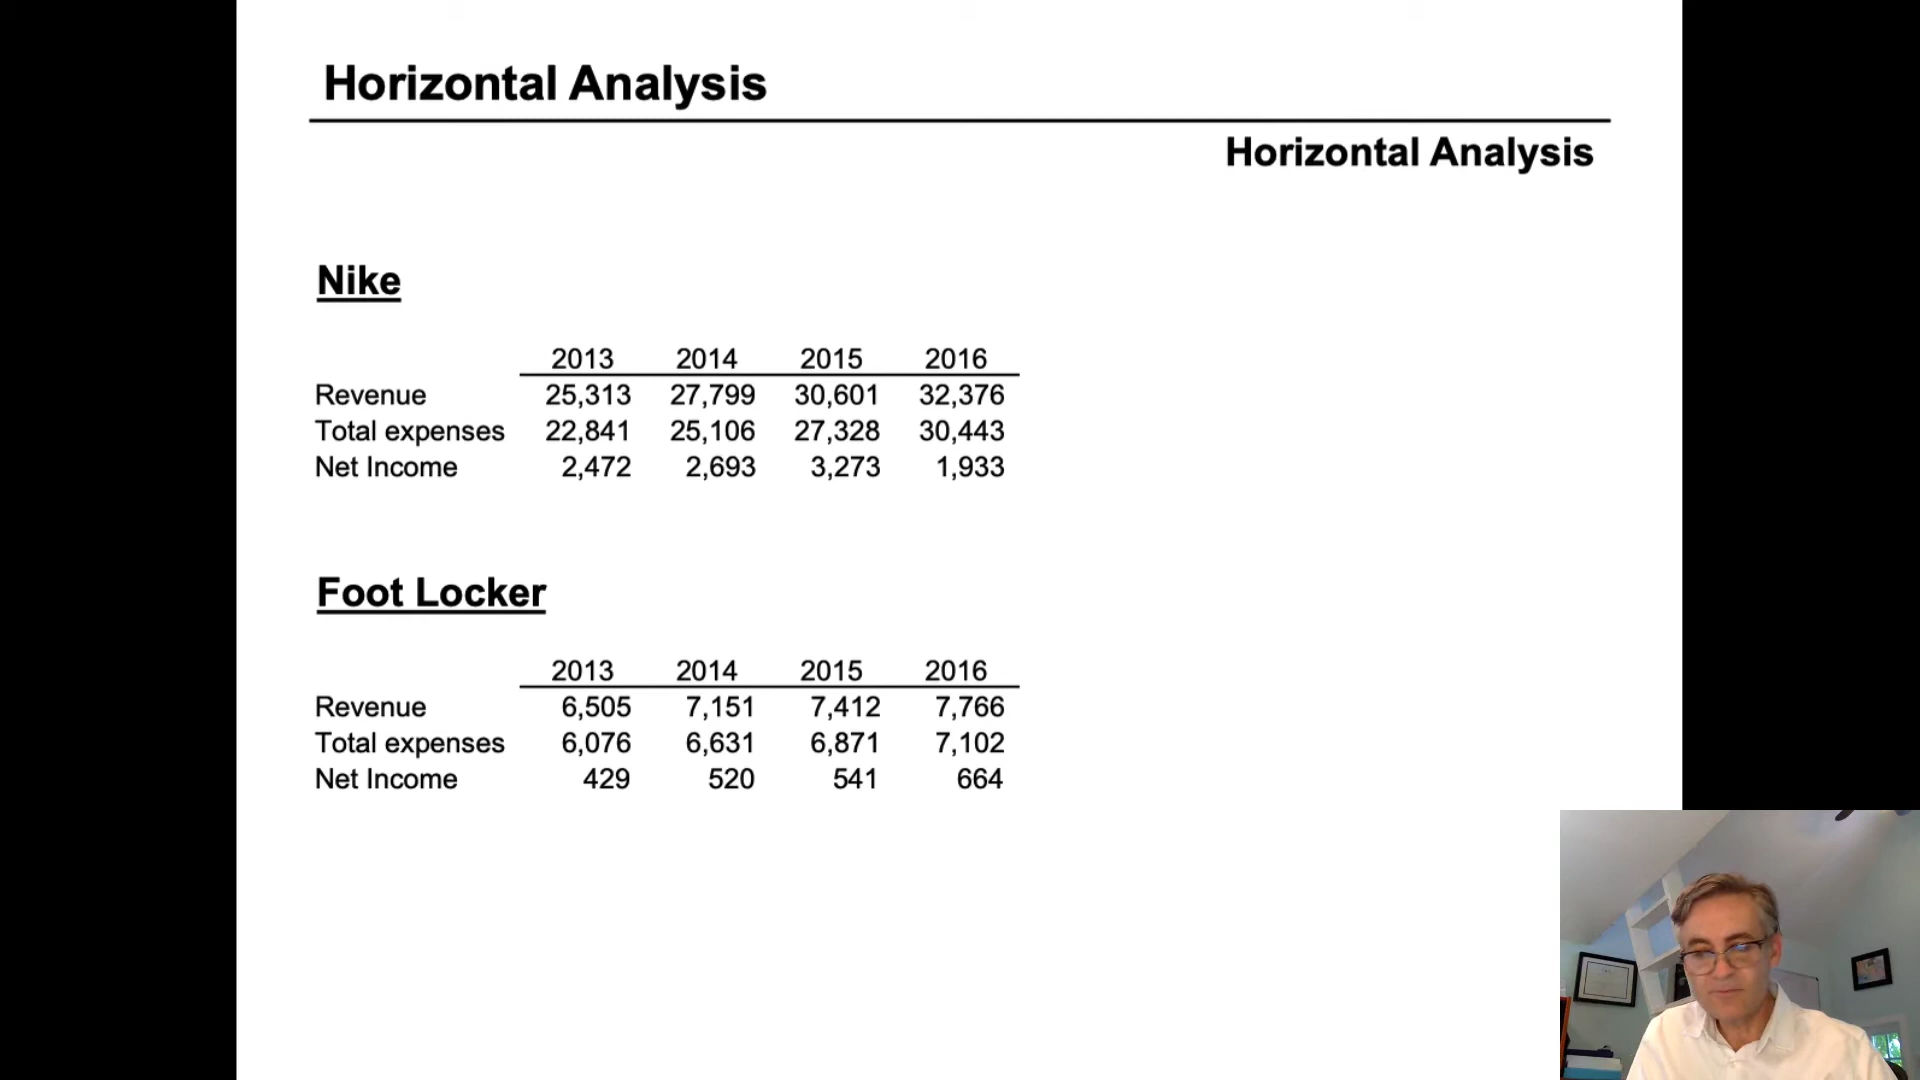 Horizontal Analysis
Horizontal Analysis
Nike
2013 2014 2015 2016
Revenue 25,313 27,799 30,601 32,376
Total expenses 22,841 25,106 27,328 30,443
Net Income 2,472 2,693 3,273 1,933
Foot Locker
2013 2014 2015 2016
Revenue 6,505 7,151 7,412 7,766
Total expenses 6,076 6,631 6,871 7,102
Net Income 429 520 541 664